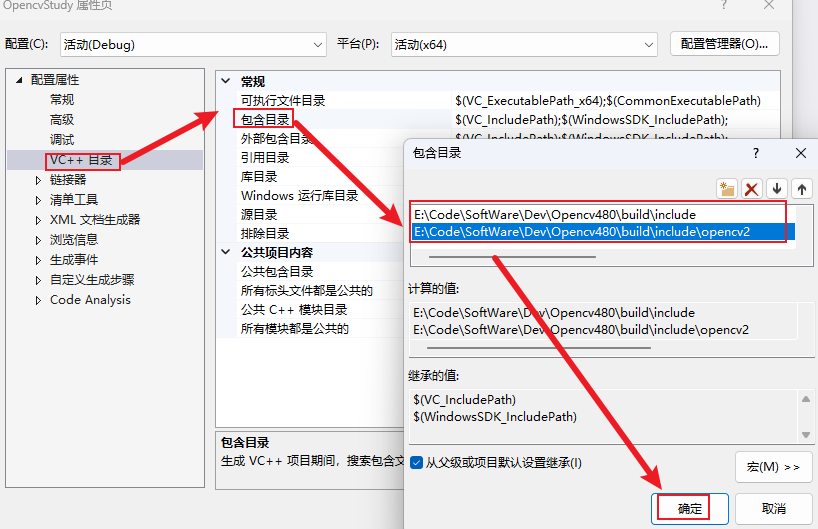 OpencvStudy 属性页
?
配置(C):
活动(Debug)
平台(P):
活动(x64)
配置管理器(O)...
配置属性
常规
高级
调试
VC++ 目录
链接器
清单工具
XML 文档生成器
浏览信息
生成事件
自定义生成步骤
Code Analysis
常规
可执行文件目录 $(VC_ExecutablePath_x64);$(CommonExecutablePath)
包含目录 $(VC_IncludePath);$(WindowsSDK_IncludePath);
外部包含目录
引用目录
库目录
Windows 运行库目录
源目录
排除目录
公共项目内容
公共包含目录
所有标头文件都是公共的
公共 C++ 模块目录
所有模块都是公共的
包含目录
生成 VC++ 项目期间，搜索包含文
包含目录
?
E:\Code\SoftWare\Dev\Opencv480\build\include
E:\Code\SoftWare\Dev\Opencv480\build\include\opencv2
计算的值:
E:\Code\SoftWare\Dev\Opencv480\build\include
E:\Code\SoftWare\Dev\Opencv480\build\include\opencv2
继承的值:
$(VC_IncludePath)
$(WindowsSDK_IncludePath)
从父级或项目默认设置继承(I)
宏(M) >>
确定
取消